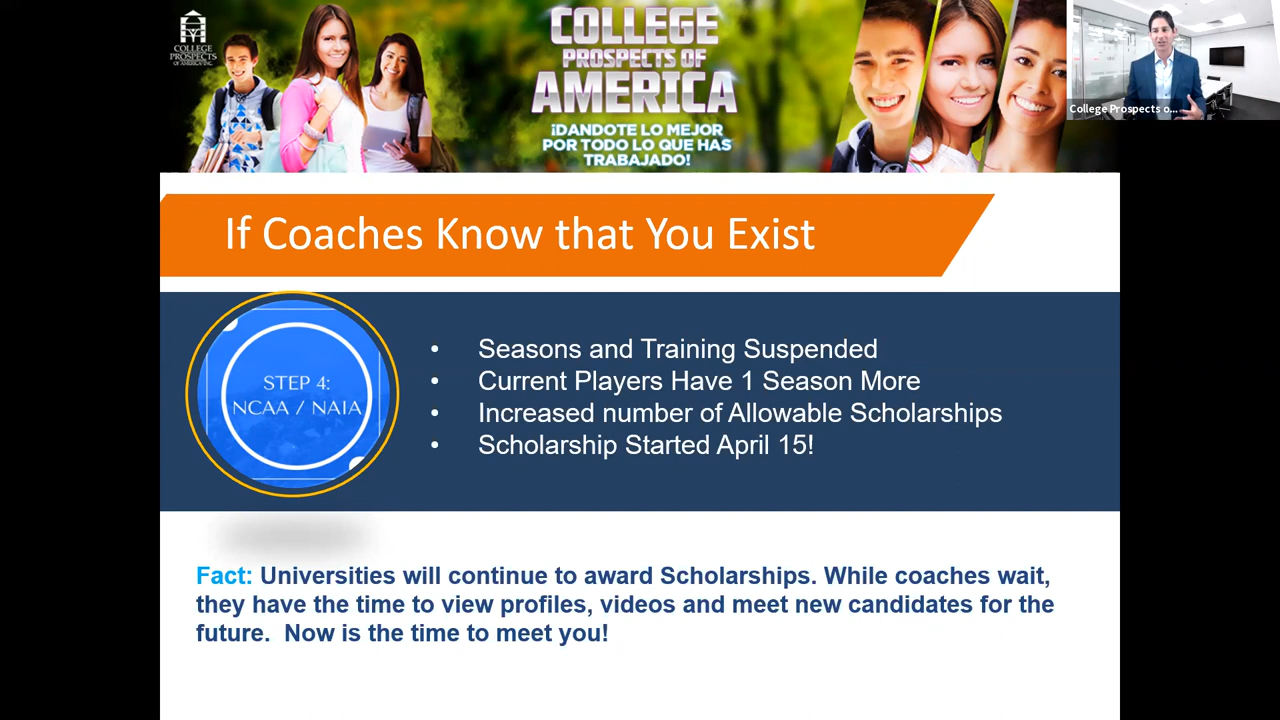 COLLEGE
PROSPECTS
OF AMERICA INC.
COLLEGE
PROSPECTS OF
AMERICA
¡DANDOTE LO MEJOR
POR TODO LO QUE HAS
TRABAJADO!
College Prospects o...
If Coaches Know that You Exist
STEP 4:
NCAA / NAIA
• Seasons and Training Suspended
• Current Players Have 1 Season More
• Increased number of Allowable Scholarships
• Scholarship Started April 15!
Fact: Universities will continue to award Scholarships. While coaches wait,
they have the time to view profiles, videos and meet new candidates for the
future. Now is the time to meet you!